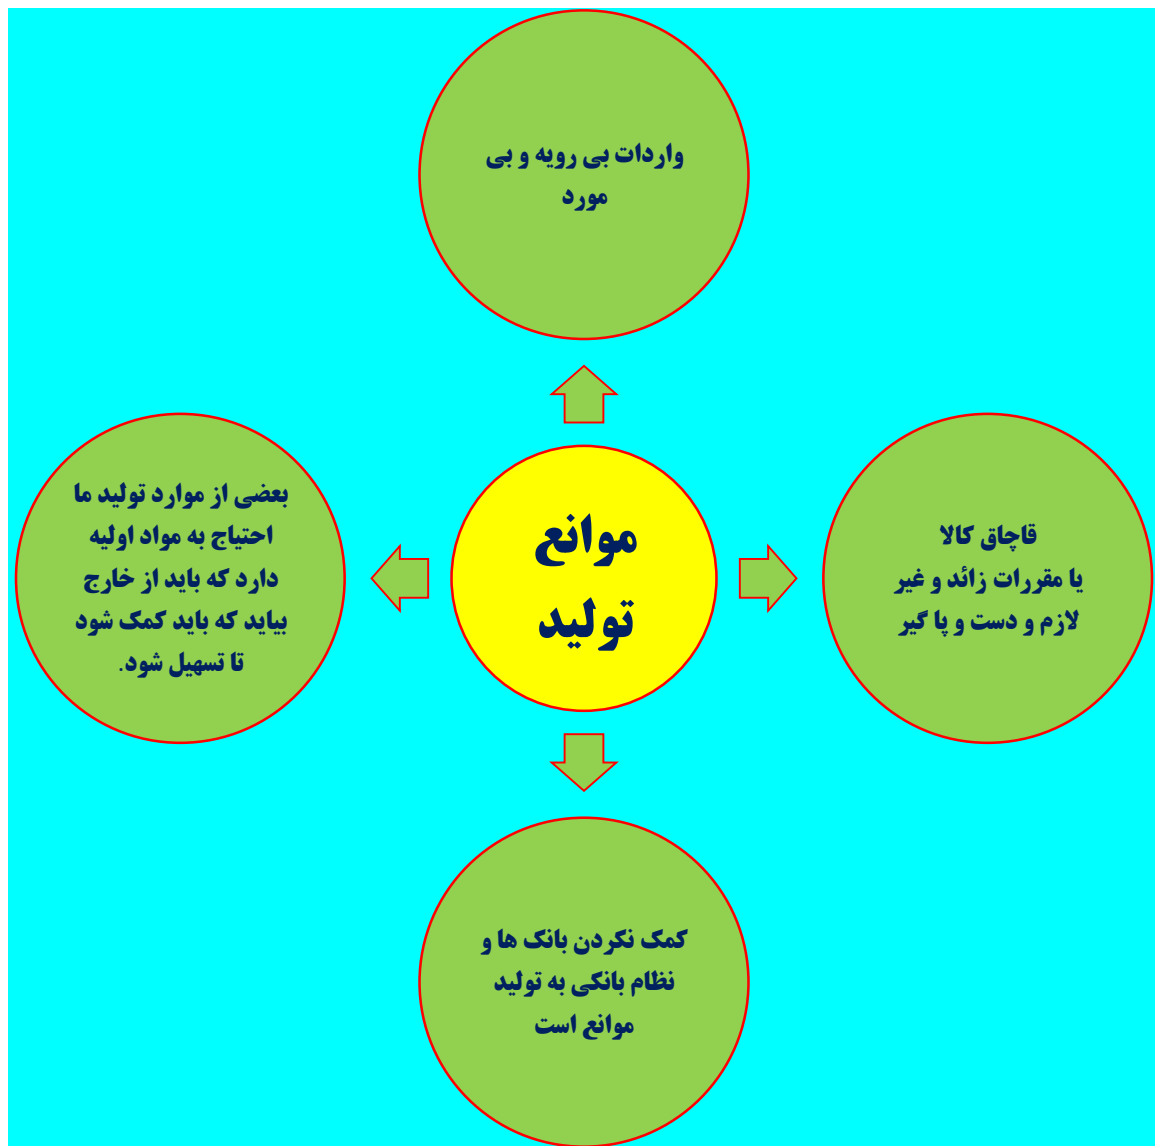 واردات بی رویه و بی
مورد
موانع
تولید
قاچاق کالا
یا مقررات زائد و غیر
لازم و دست و پا گیر
بعضی از موارد تولید ما
احتیاج به مواد اولیه
دارد که باید از خارج
بیاید که باید کمک شود
تا تسهیل شود.
کمک نکردن بانک ها و
نظام بانکی به تولید
موانع است